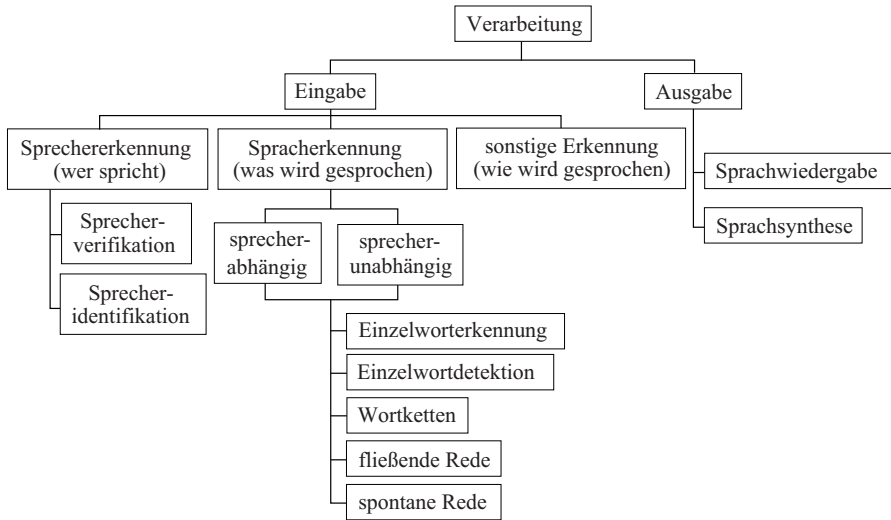 Verarbeitung
Eingabe
Ausgabe
Sprechererkennung
(wer spricht)
Spracherkennung
(was wird gesprochen)
sonstige Erkennung
(wie wird gesprochen)
Sprachwiedergabe
Sprachsynthese
Sprecher-
verifikation
Sprecher-
identifikation
sprecher-
abhängig
sprecher-
unabhängig
Einzelworterkennung
Einzelwortdetektion
Wortketten
fließende Rede
spontane Rede